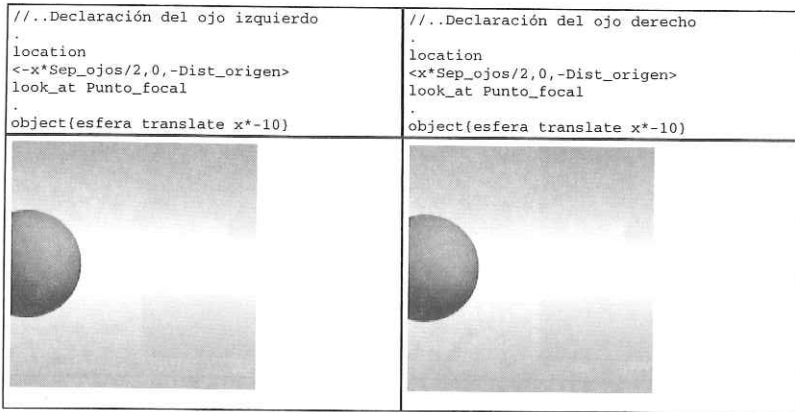 //..Declaración del ojo izquierdo
.
location
<-x*Sep_ojos/2,0,-Dist_origen>
look_at Punto_focal
.
object{esfera translate x*-10}
//..Declaración del ojo derecho
.
location
<x*Sep_ojos/2,0,-Dist_origen>
look_at Punto_focal
.
object{esfera translate x*-10}